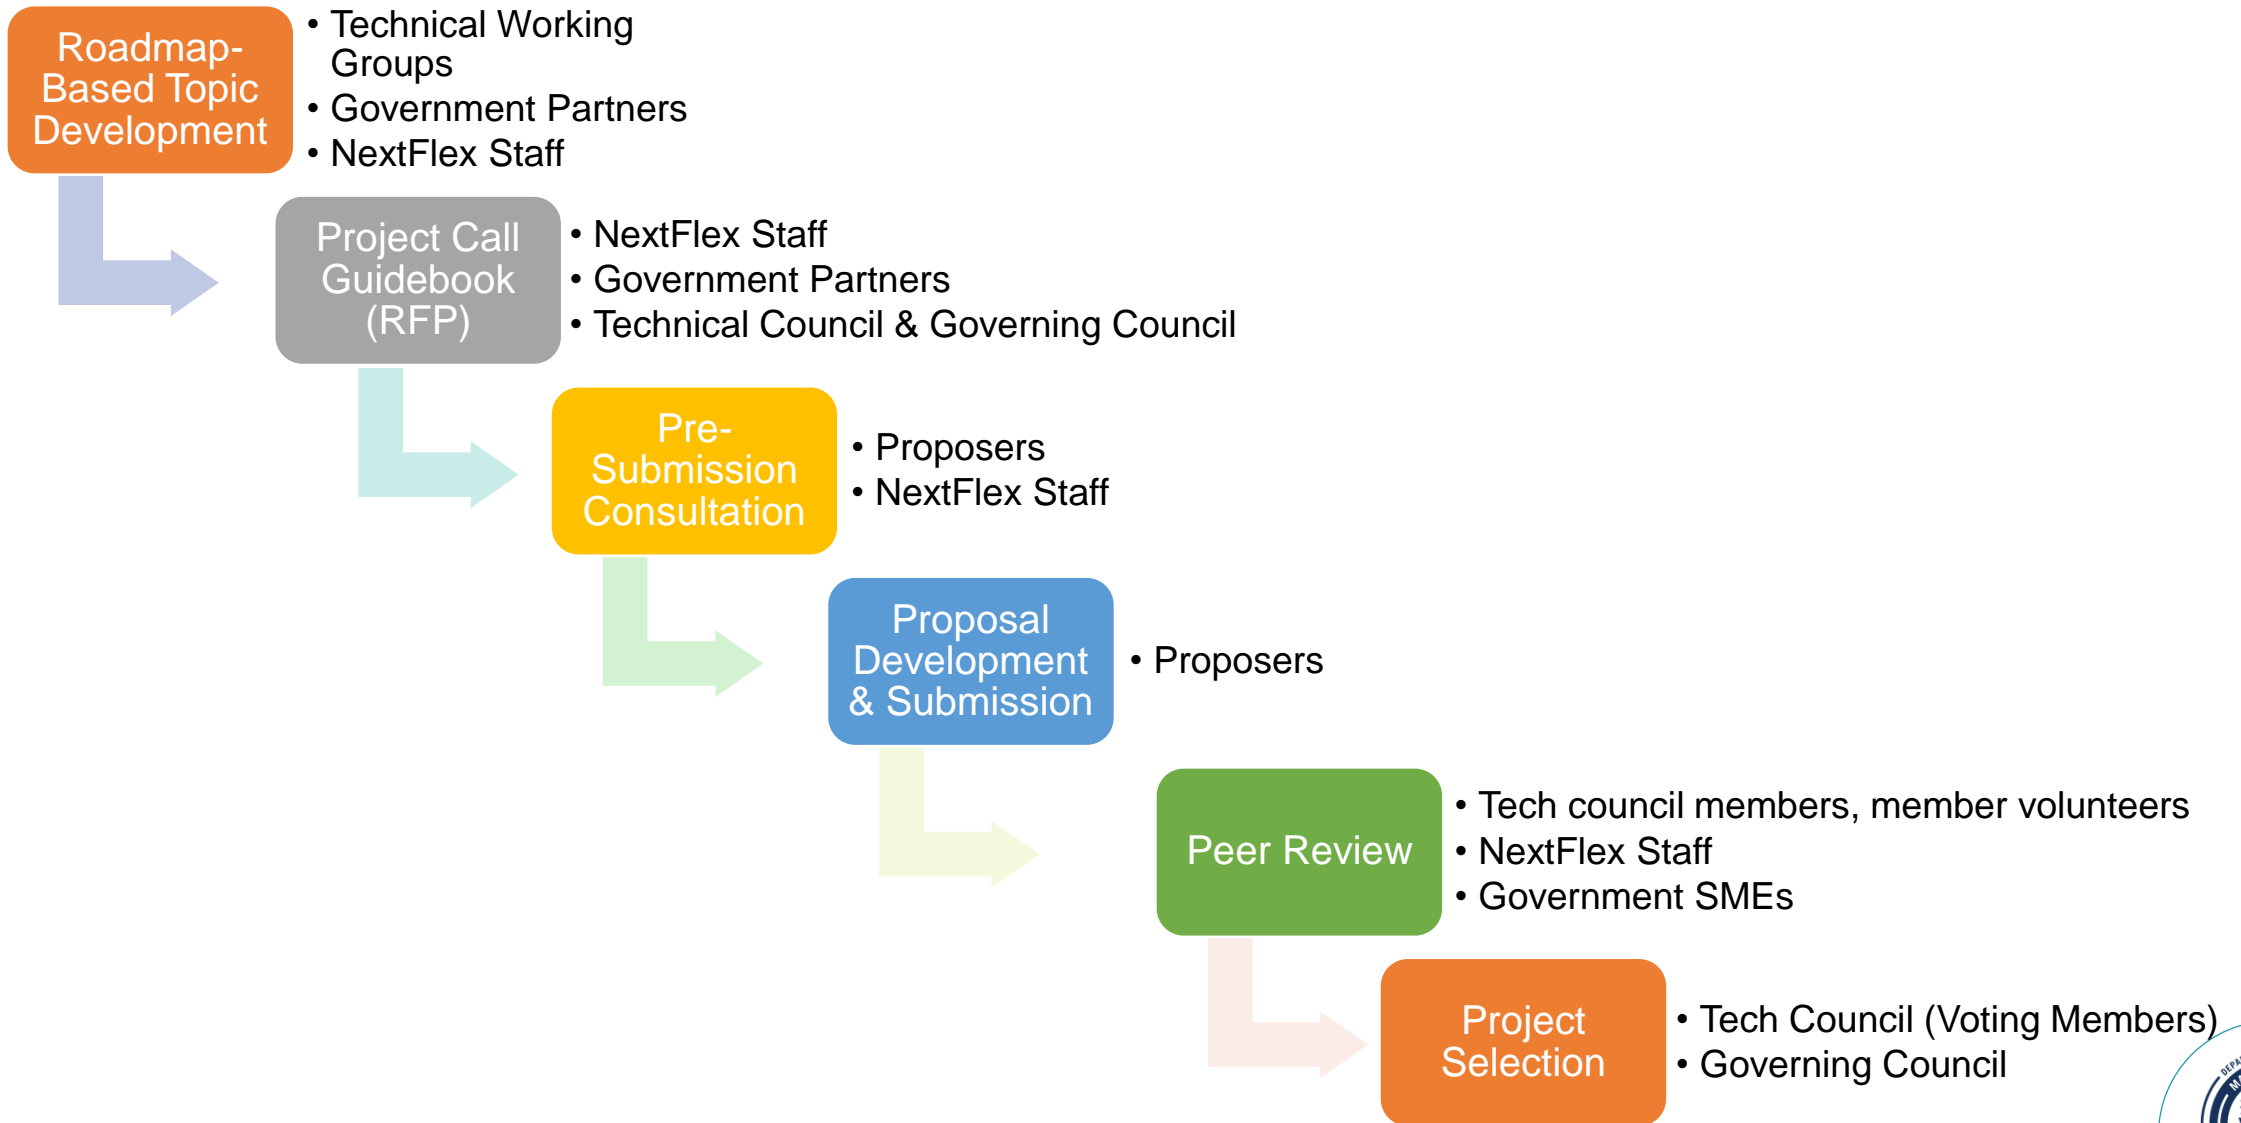 Roadmap-
Based Topic
Development
• Technical Working
Groups
• Government Partners
• NextFlex Staff
Project Call
Guidebook
(RFP)
• NextFlex Staff
• Government Partners
• Technical Council & Governing Council
Pre-
Submission
Consultation
• Proposers
• NextFlex Staff
Proposal
Development
& Submission
• Proposers
Peer Review
• Tech council members, member volunteers
• NextFlex Staff
• Government SMEs
Project
Selection
• Tech Council (Voting Members)
• Governing Council